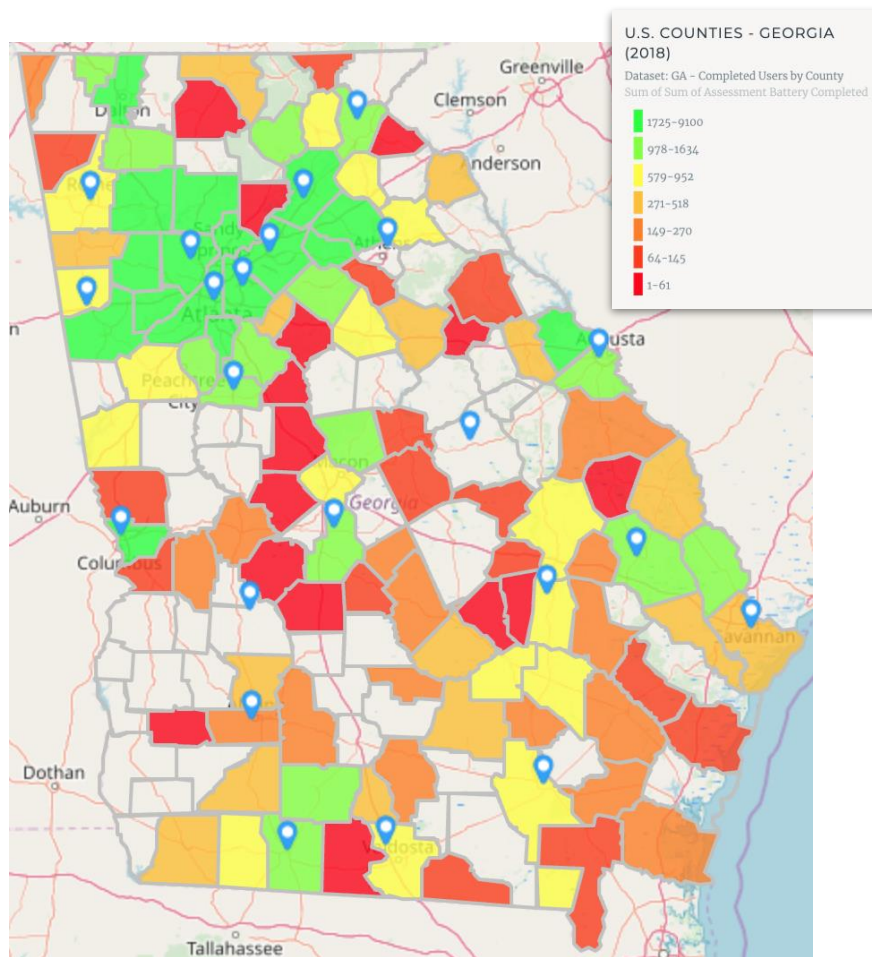 U.S. COUNTIES - GEORGIA
(2018)
Dataset: GA - Completed Users by County
Sum of Sum of Assessment Battery Completed
1725-9100
978-1634
579-952
271-518
149-270
64-145
1-61
Greenville
Clemson
Dalton
Anderson
Sandy
Atlanta
Augusta
Peachtree
City
Macon
Georgia
Auburn
Columbus
Savannah
Dothan
Valdosta
Tallahassee